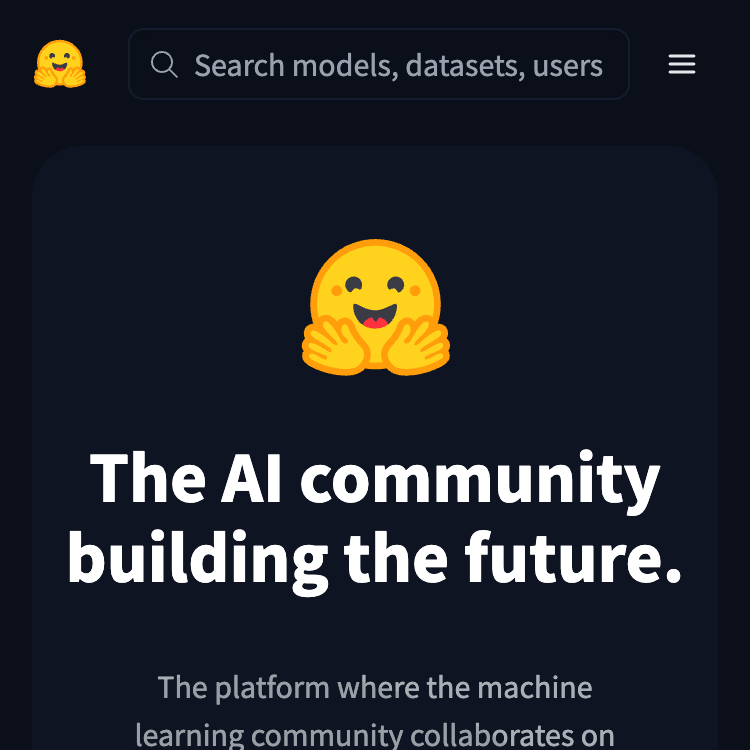 Search models, datasets, users
The AI community
building the future.
The platform where the machine
learning community collaborates on